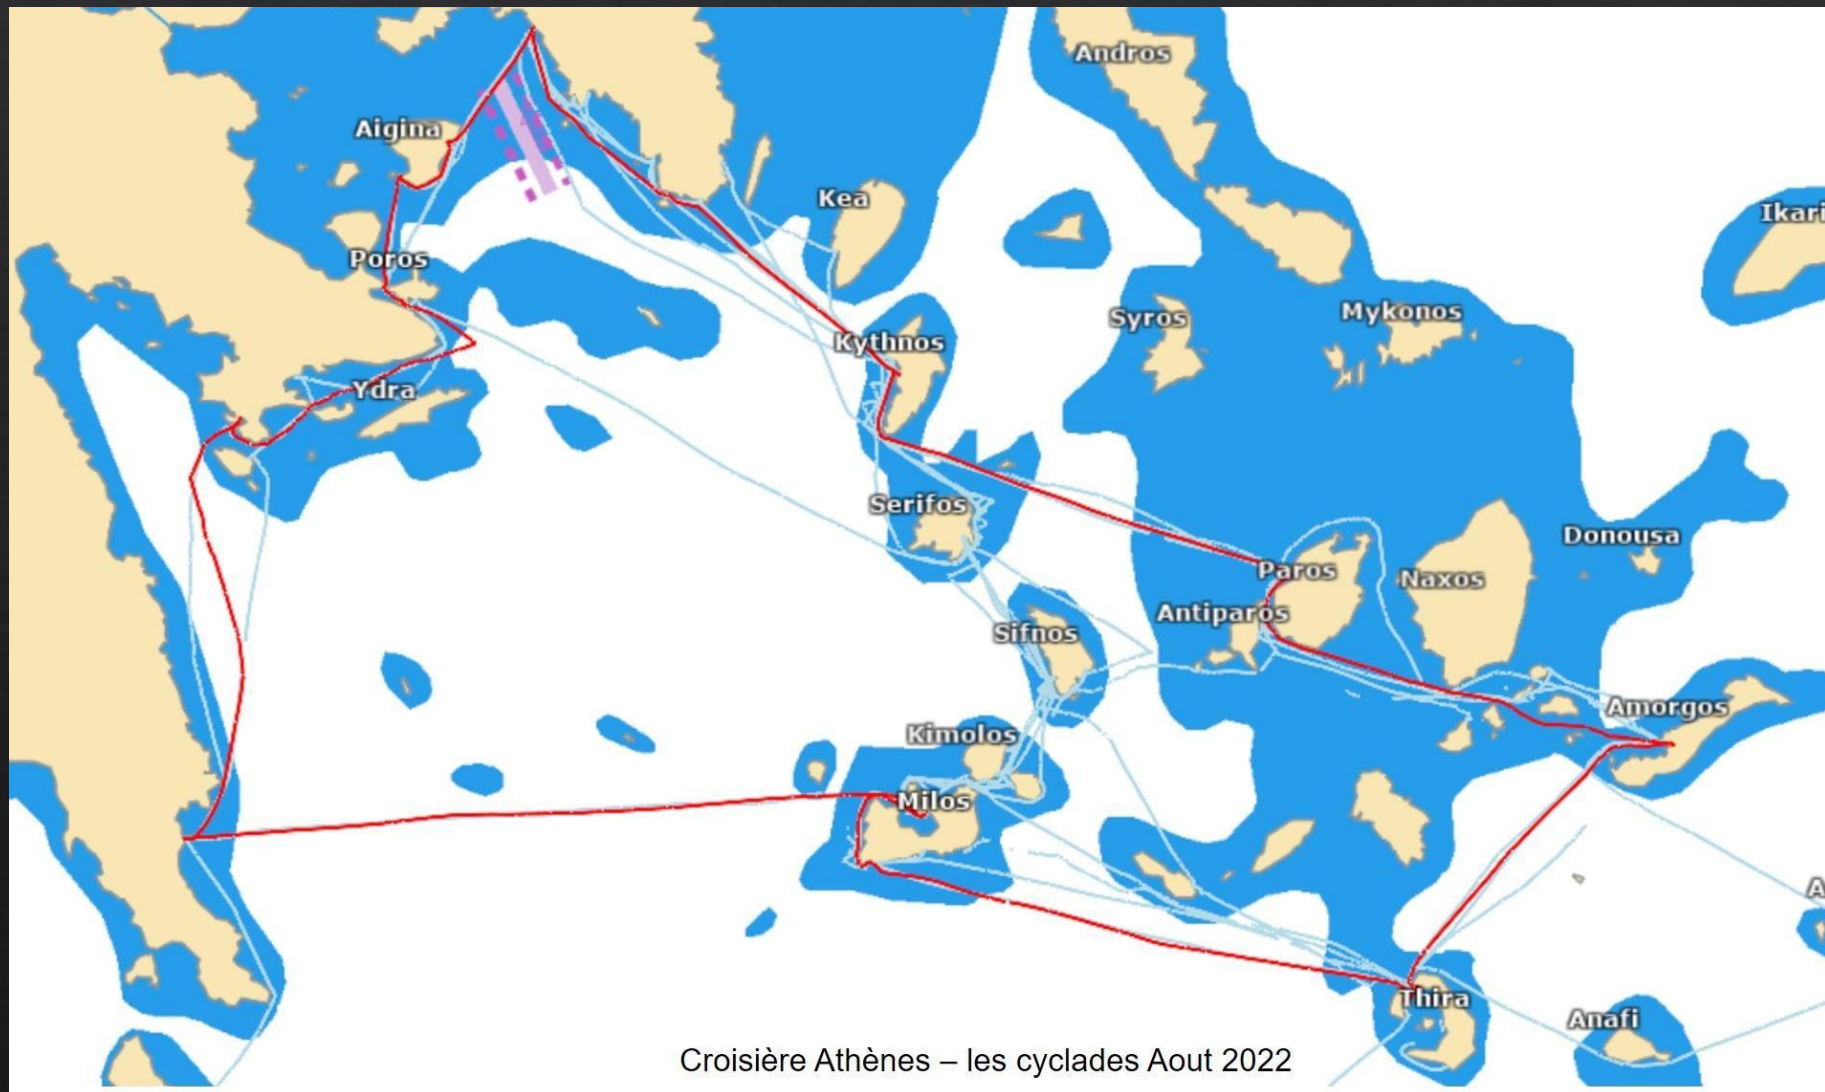 Andros
Aigina
Kea
Ikari
Poros
Syros
Mykonos
Kythnos
Ydra
Serifos
Donousa
Paros
Naxos
Antiparos
Sifnos
Amorgos
Kimolos
Milos
A
Thira
Anafi
Croisière Athènes – les cyclades Aout 2022